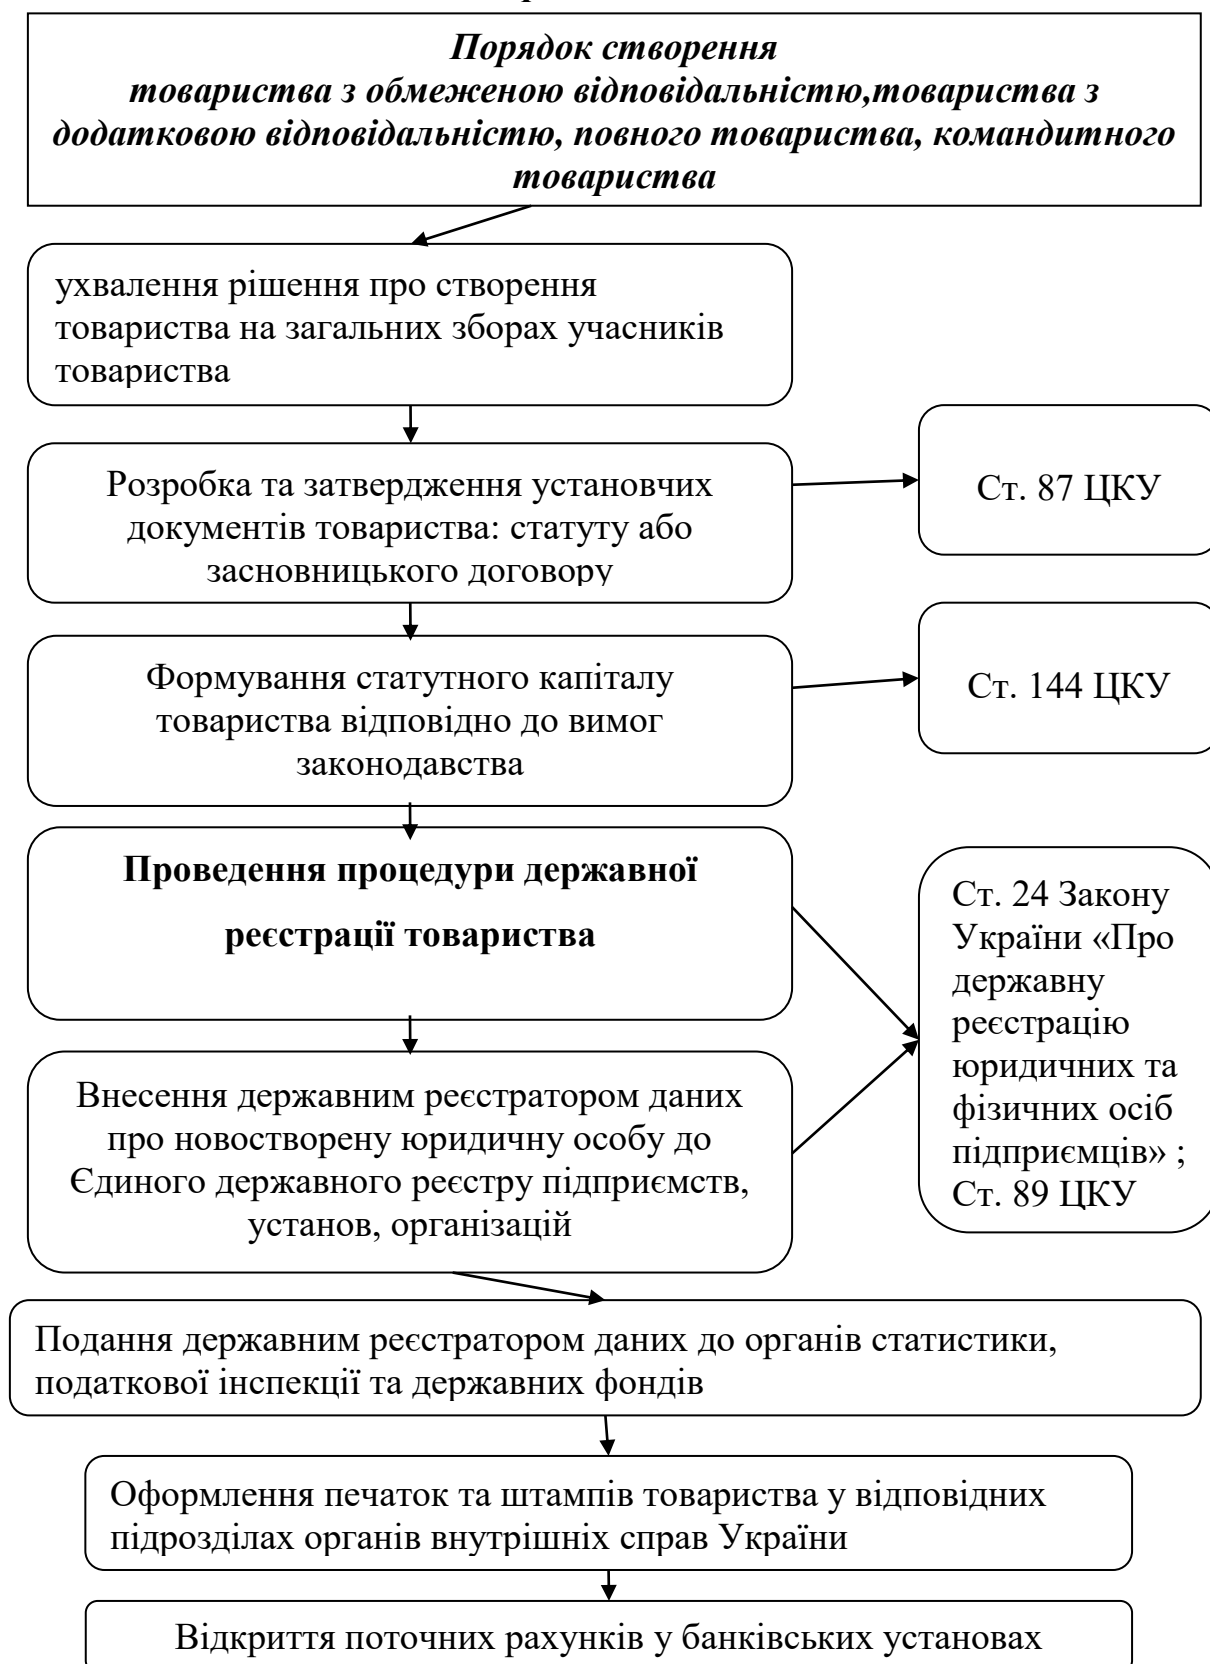 Порядок створення
товариства з обмеженою відповідальністю,товариства з
додатковою відповідальністю, повного товариства, командитного
товариства
ухвалення рішення про створення
товариства на загальних зборах учасників
товариства
Розробка та затвердження установчих
документів товариства: статуту або
засновницького договору
Ст. 87 ЦКУ
Формування статутного капіталу
товариства відповідно до вимог
законодавства
Ст. 144 ЦКУ
Проведення процедури державної
реєстрації товариства
Ст. 24 Закону
України «Про
державну
реєстрацію
юридичних та
фізичних осіб
підприємців» ;
Ст. 89 ЦКУ
Внесення державним реєстратором даних
про новостворену юридичну особу до
Єдиного державного реєстру підприємств,
установ, організацій
Подання державним реєстратором даних до органів статистики,
податкової інспекції та державних фондів
Оформлення печаток та штампів товариства у відповідних
підрозділах органів внутрішніх справ України
Відкриття поточних рахунків у банківських установах